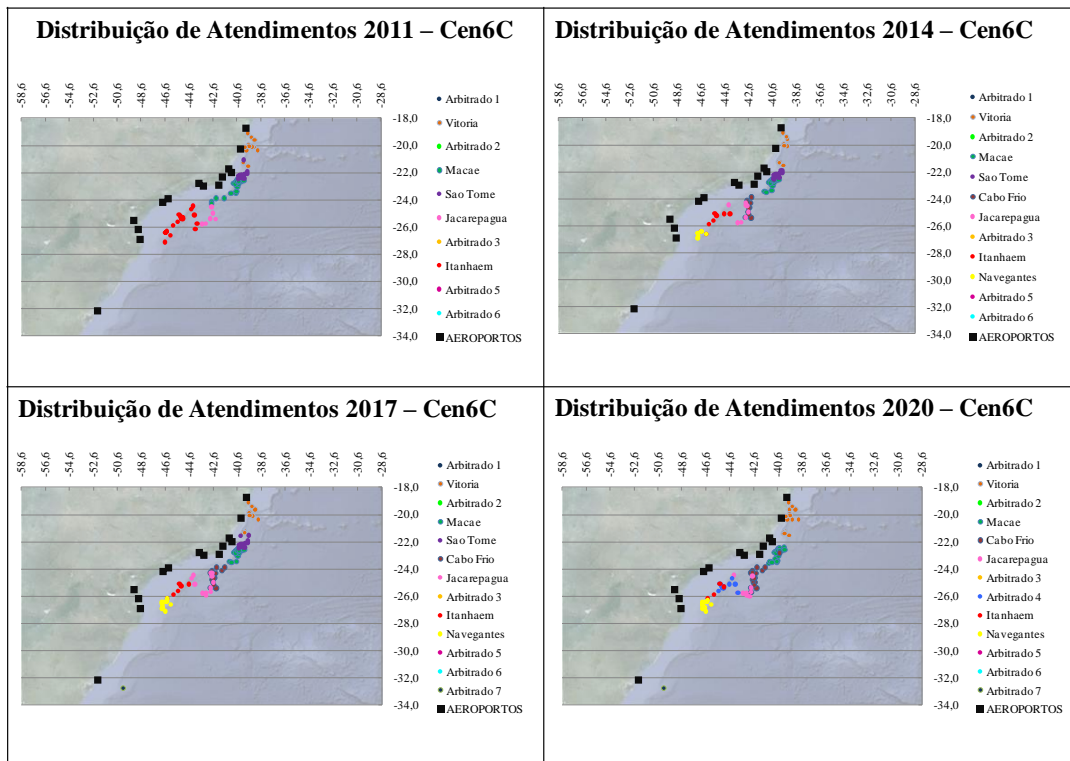 Distribuição de Atendimentos 2011 – Cen6C
-58,6
-56,6
-54,6
-52,6
-50,6
-48,6
-46,6
-44,6
-42,6
-40,6
-38,6
-36,6
-34,6
-32,6
-30,6
-28,6
-18,0
-20,0
-22,0
-24,0
-26,0
-28,0
-30,0
-32,0
-34,0
Arbitrado 1
Vitoria
Arbitrado 2
Macae
Sao Tome
Jacarepagua
Arbitrado 3
Itanhaem
Arbitrado 5
Arbitrado 6
AEROPORTOS
Distribuição de Atendimentos 2014 – Cen6C
-58,6
-56,6
-54,6
-52,6
-50,6
-48,6
-46,6
-44,6
-42,6
-40,6
-38,6
-36,6
-34,6
-32,6
-30,6
-28,6
-18,0
-20,0
-22,0
-24,0
-26,0
-28,0
-30,0
-32,0
-34,0
Arbitrado 1
Vitoria
Arbitrado 2
Macae
Sao Tome
Cabo Frio
Jacarepagua
Arbitrado 3
Itanhaem
Navegantes
Arbitrado 5
Arbitrado 6
AEROPORTOS
Distribuição de Atendimentos 2017 – Cen6C
-58,6
-56,6
-54,6
-52,6
-50,6
-48,6
-46,6
-44,6
-42,6
-40,6
-38,6
-36,6
-34,6
-32,6
-30,6
-28,6
-18,0
-20,0
-22,0
-24,0
-26,0
-28,0
-30,0
-32,0
-34,0
Arbitrado 1
Vitoria
Arbitrado 2
Macae
Sao Tome
Cabo Frio
Jacarepagua
Arbitrado 3
Itanhaem
Navegantes
Arbitrado 5
Arbitrado 6
Arbitrado 7
AEROPORTOS
Distribuição de Atendimentos 2020 – Cen6C
-58,6
-56,6
-54,6
-52,6
-50,6
-48,6
-46,6
-44,6
-42,6
-40,6
-38,6
-36,6
-34,6
-32,6
-30,6
-28,6
-18,0
-20,0
-22,0
-24,0
-26,0
-28,0
-30,0
-32,0
-34,0
Arbitrado 1
Vitoria
Arbitrado 2
Macae
Cabo Frio
Jacarepagua
Arbitrado 3
Arbitrado 4
Itanhaem
Navegantes
Arbitrado 5
Arbitrado 6
Arbitrado 7
AEROPORTOS